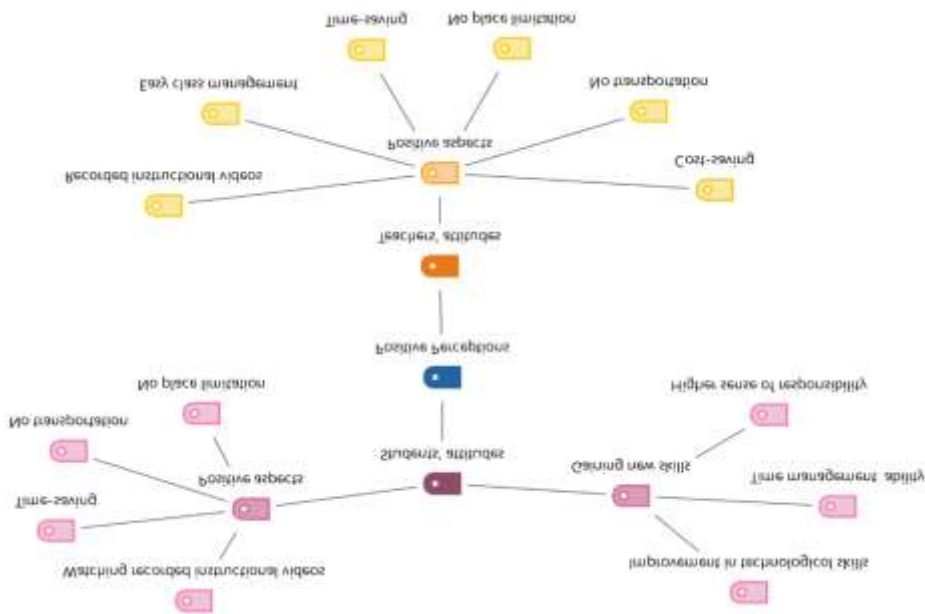 Time-saving
No place limitation
Easy class management
No transportation
Positive aspects
Recorded instructional videos
Cost-saving
Teachers' attitudes
Positive Perceptions
No place limitation
Higher sense of responsibility
No transportation
Students' attitudes
Positive aspects
Gaining new skills
Time-saving
Time management ability
Watching recorded instructional videos
Improvement in technological skills